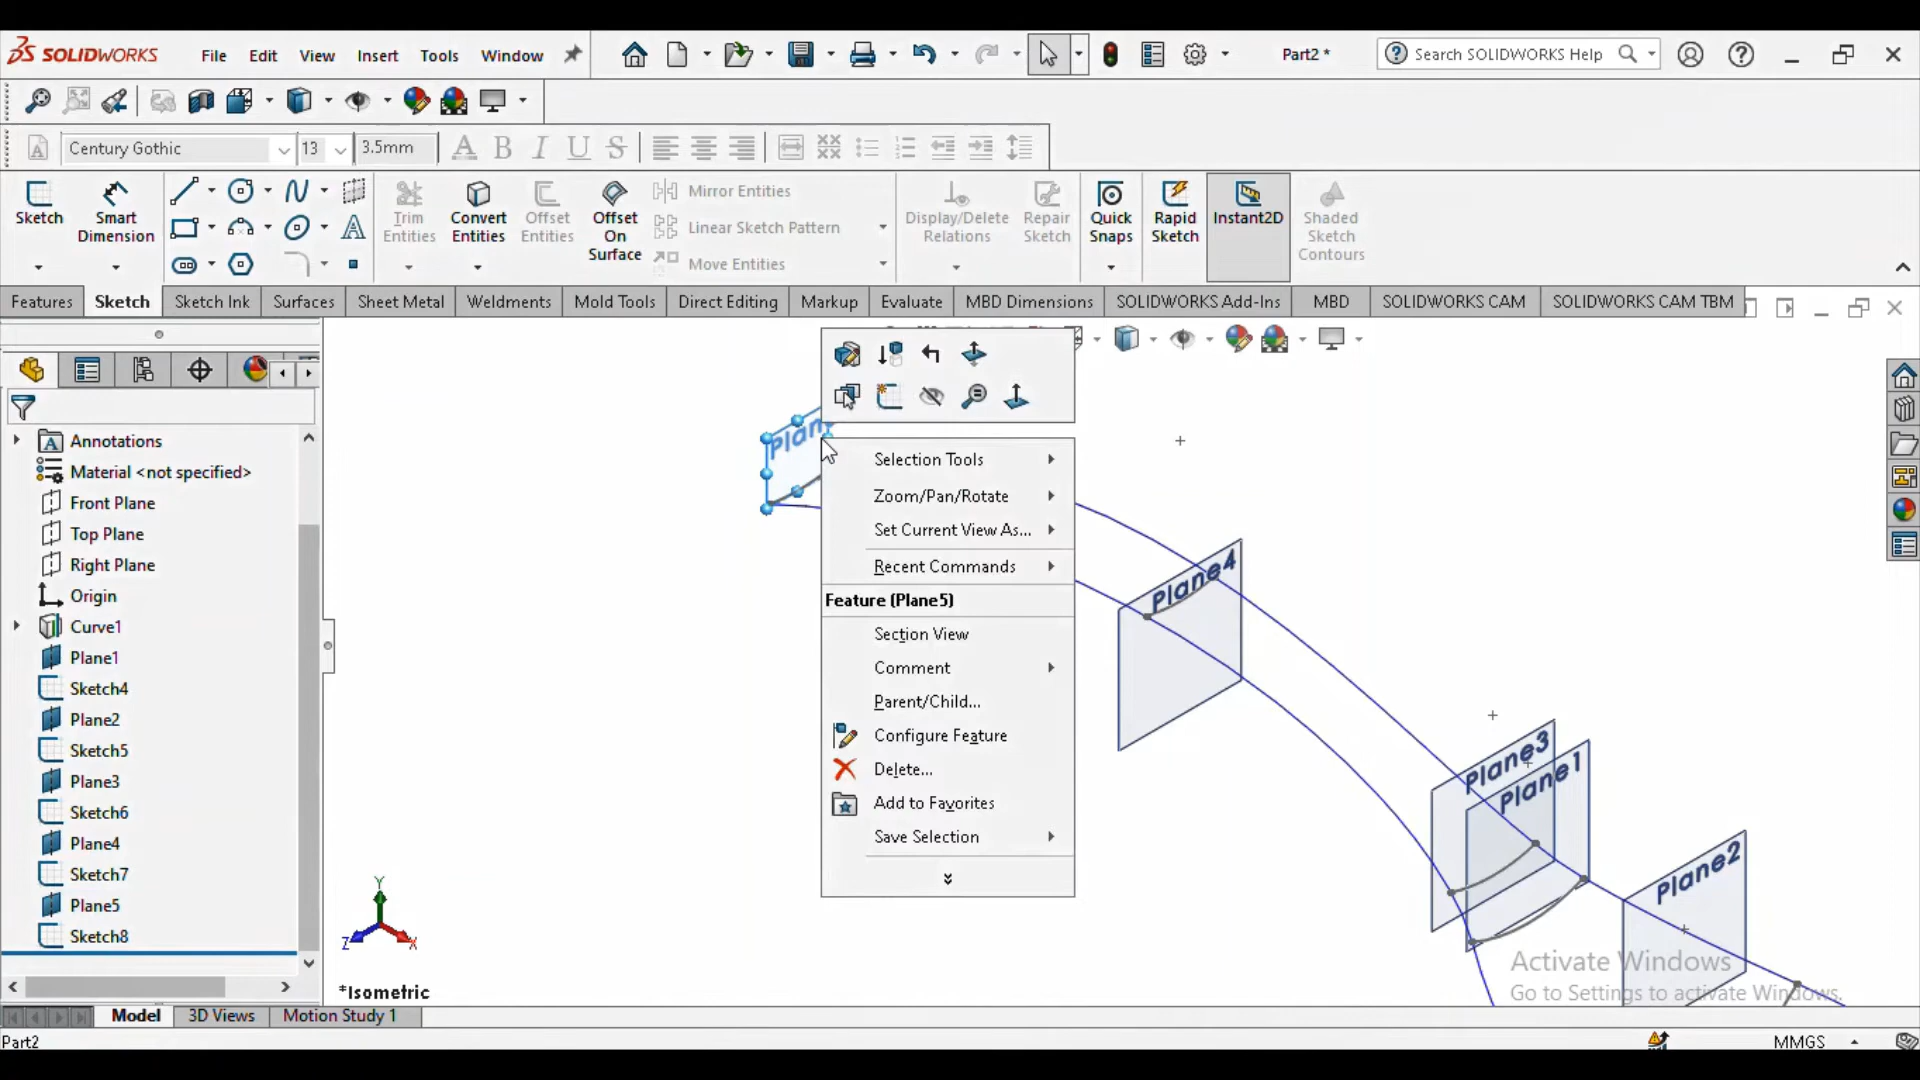 SOLIDWORKS File Edit View Insert Tools Window Part2 * Search SOLIDWORKS Help
Century Gothic 13 3.5mm A B I U S
Sketch Smart Dimension Trim Entities Convert Entities Offset Entities Offset On Surface Mirror Entities Linear Sketch Pattern Move Entities Display/Delete Relations Repair Sketch Quick Snaps Rapid Sketch Instant2D Shaded Sketch Contours
Features Sketch Sketch Ink Surfaces Sheet Metal Weldments Mold Tools Direct Editing Markup Evaluate MBD Dimensions SOLIDWORKS Add-Ins MBD SOLIDWORKS CAM SOLIDWORKS CAM TBM
Annotations
Material <not specified>
Front Plane
Top Plane
Right Plane
Origin
Curve1
Plane1
Sketch4
Plane2
Sketch5
Plane3
Sketch6
Plane4
Sketch7
Plane5
Sketch8
Plane
Selection Tools
Zoom/Pan/Rotate
Set Current View As...
Recent Commands
Feature (Plane5)
Section View
Comment
Parent/Child...
Configure Feature
Delete...
Add to Favorites
Save Selection
Plane4
Plane3
Plane1
Plane2
Y
Z
X
*Isometric
Activate Windows
Go to Settings to activate Windows.
Model 3D Views Motion Study 1
Part2 MMGS